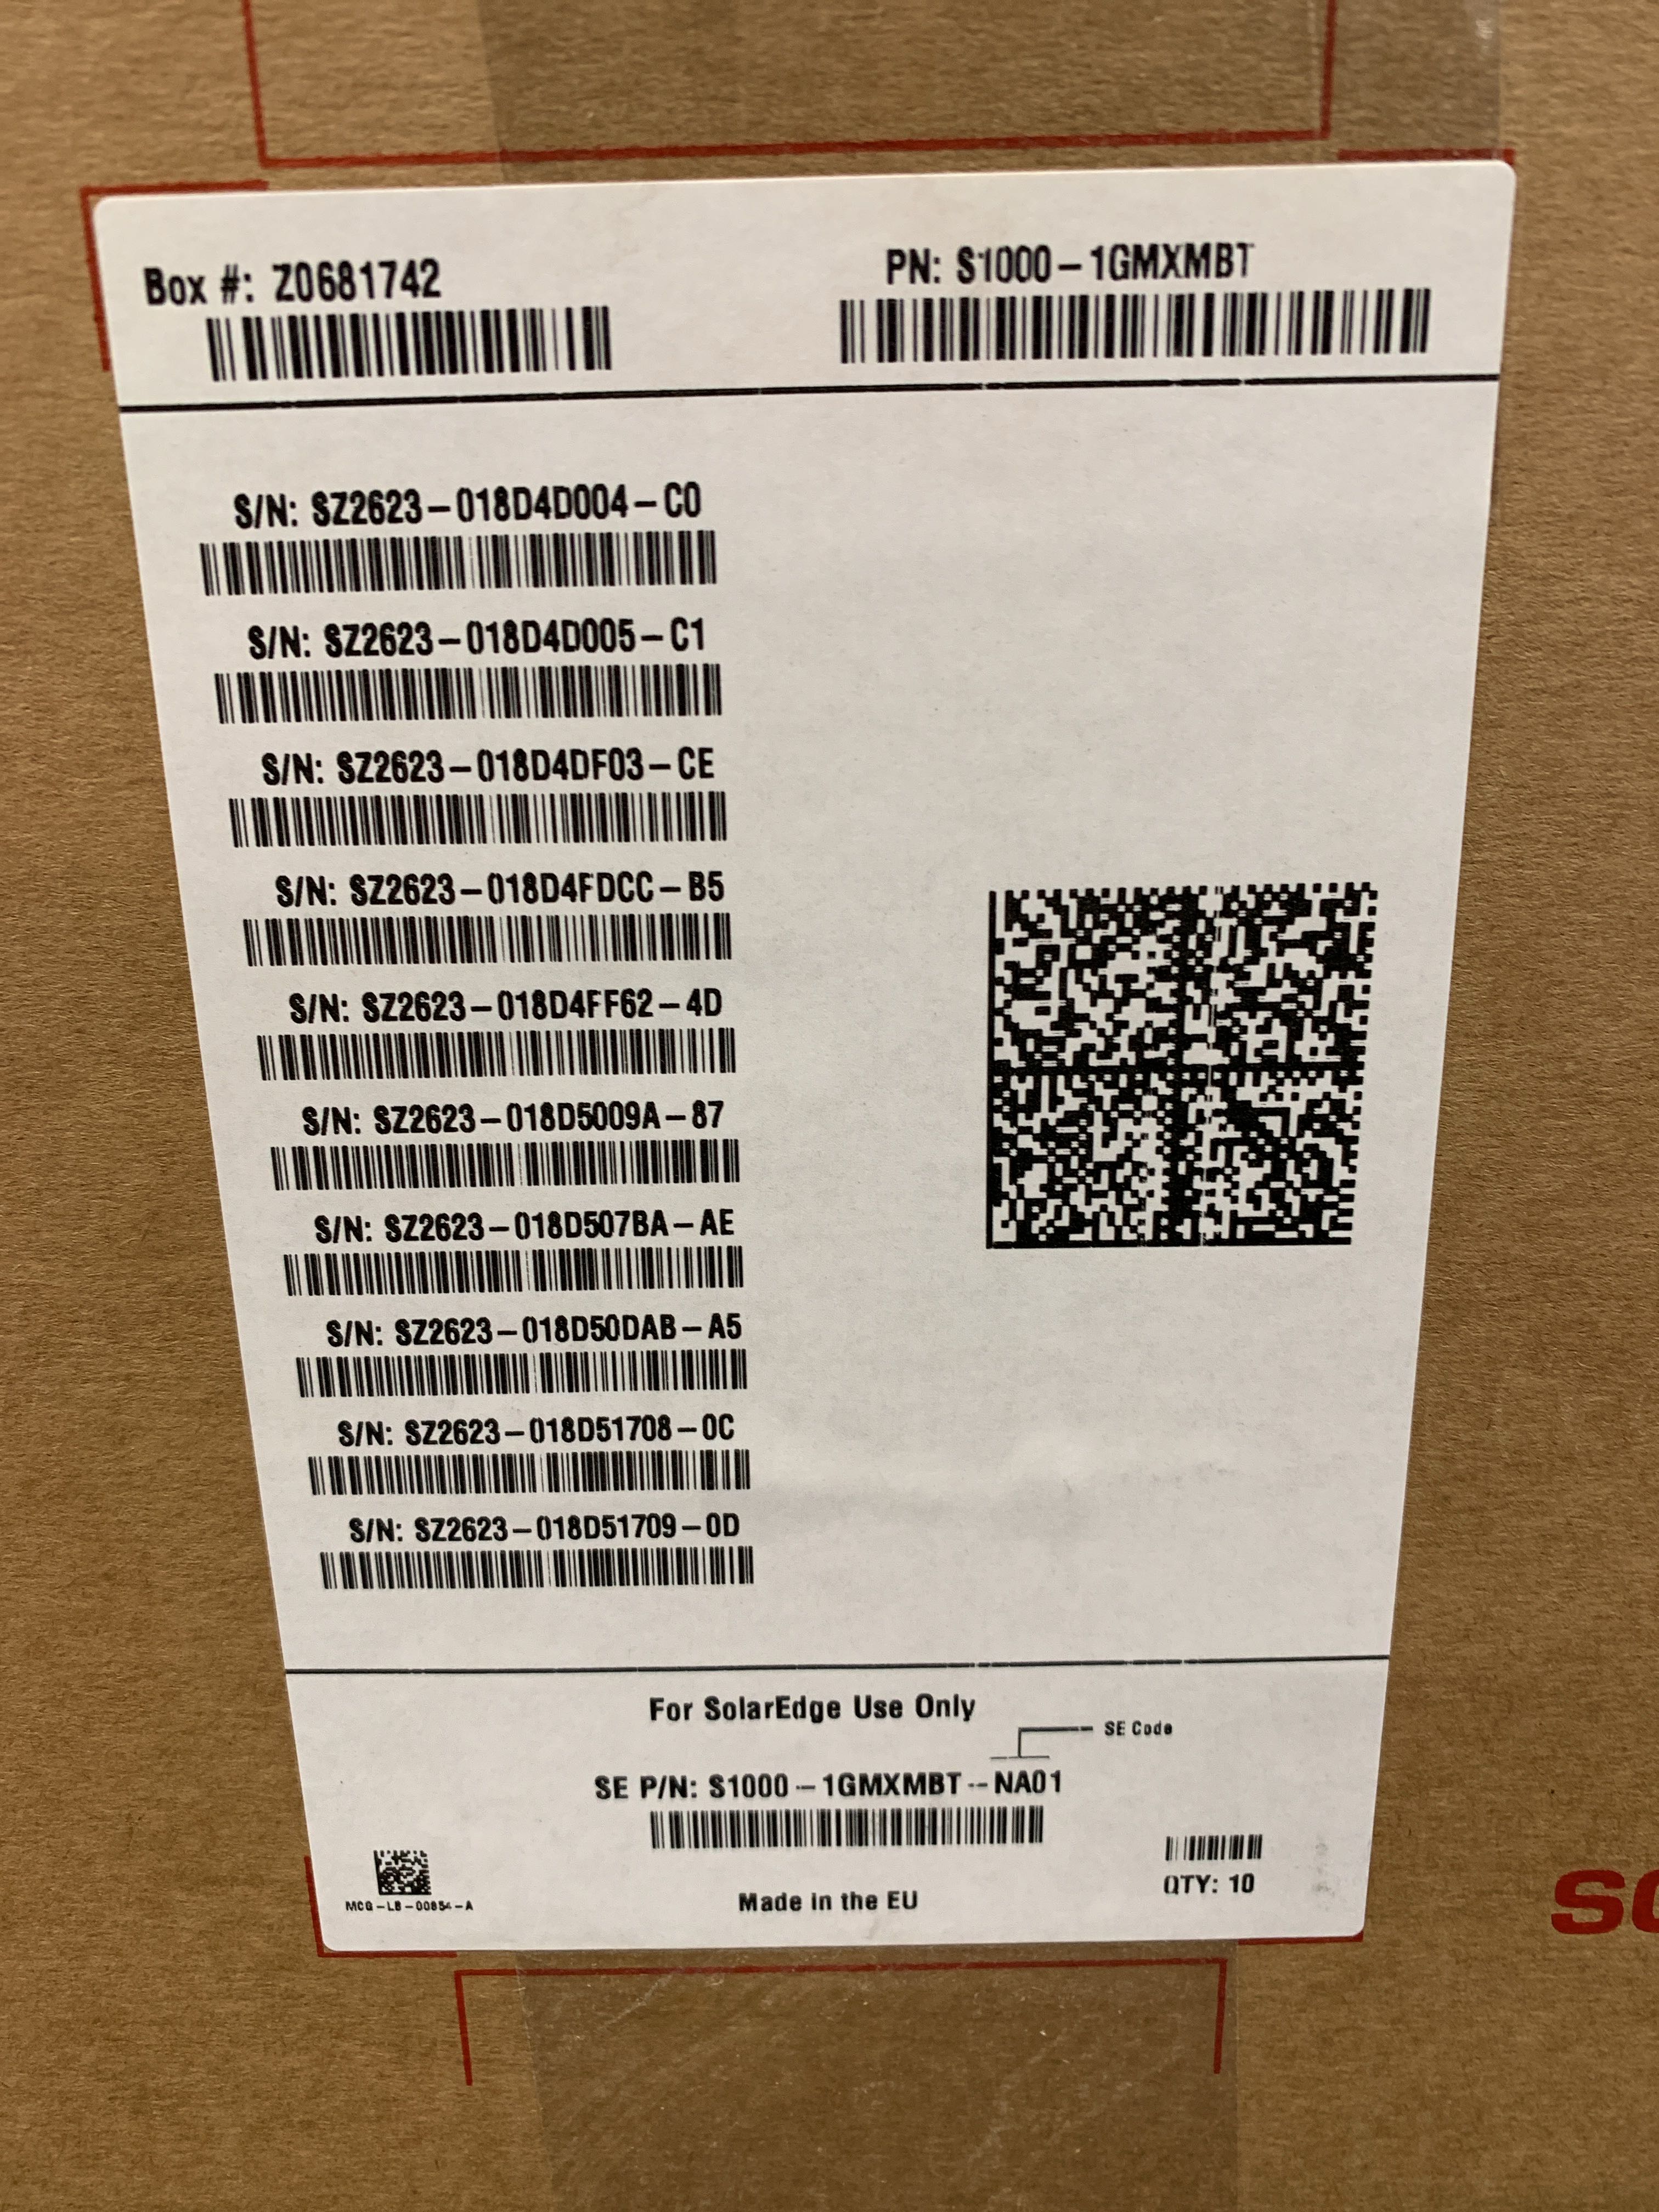 Box #: Z0681742
PN: S1000-1GMXMBT
S/N: SZ2623-018D4D004-C0
S/N: SZ2623-018D4D005-C1
S/N: SZ2623-018D4DF03-CE
S/N: SZ2623-018D4FDCC-B5
S/N: SZ2623-018D4FF62-4D
S/N: SZ2623-018D5009A-87
S/N: SZ2623-018D507BA-AE
S/N: SZ2623-018D50DAB-A5
S/N: SZ2623-018D51708-0C
S/N: SZ2623-018D51709-0D
For SolarEdge Use Only
SE Code
SE P/N: S1000-1GMXMBT--NA01
QTY: 10
MCQ-LB-00854-A
Made in the EU
so